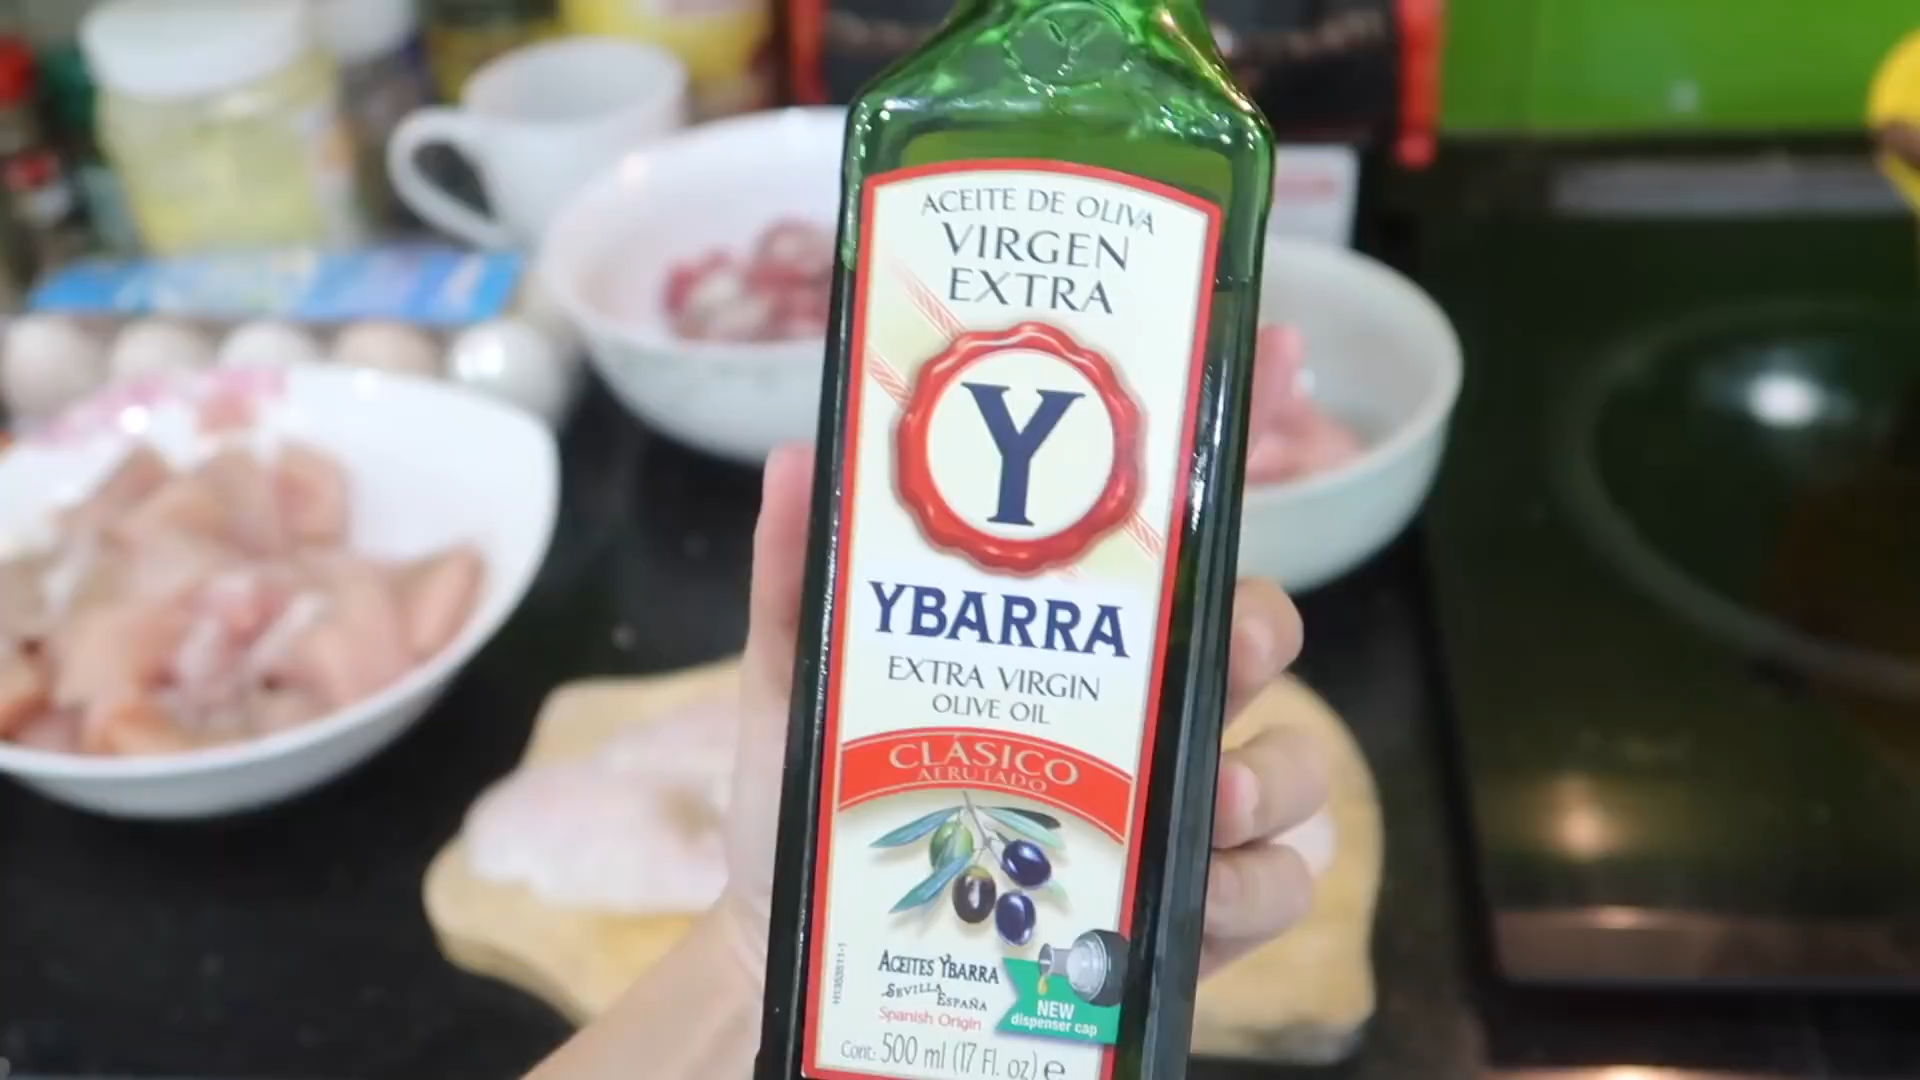 ACEITE DE OLIVA
VIRGEN
EXTRA
Y
YBARRA
EXTRA VIRGIN
OLIVE OIL
CLÁSICO
AFRUTADO
ACEITES YBARRA
SEVILLA
ESPAÑA
Spanish Origin
NEW
dispenser cap
Cont.: 500 ml (17 Fl. oz) e